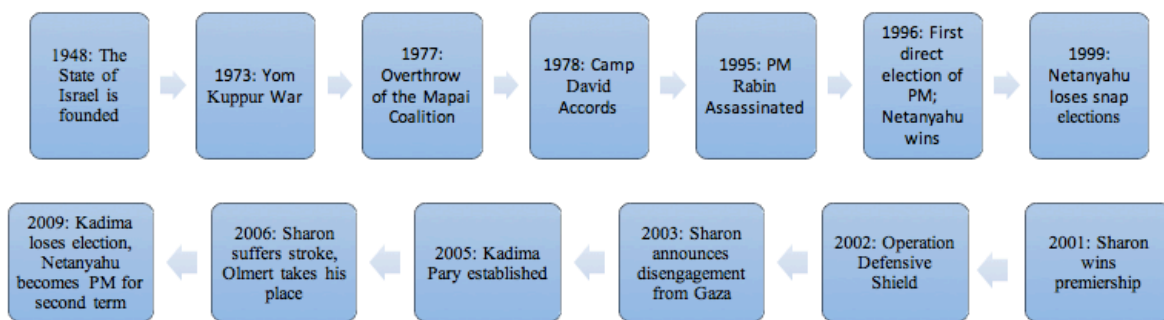 1948: The
State of
Israel is
founded
1973: Yom
Kuppur War
1977:
Overthrow
of the Mapai
Coalition
1978: Camp
David
Accords
1995: PM
Rabin
Assassinated
1996: First
direct
election of
PM;
Netanyahu
wins
1999:
Netanyahu
loses snap
elections
2001: Sharon
wins
premiership
2002: Operation
Defensive
Shield
2003: Sharon
announces
disengagement
from Gaza
2005: Kadima
Pary established
2006: Sharon
suffers stroke,
Olmert takes his
place
2009: Kadima
loses election,
Netanyahu
becomes PM for
second term